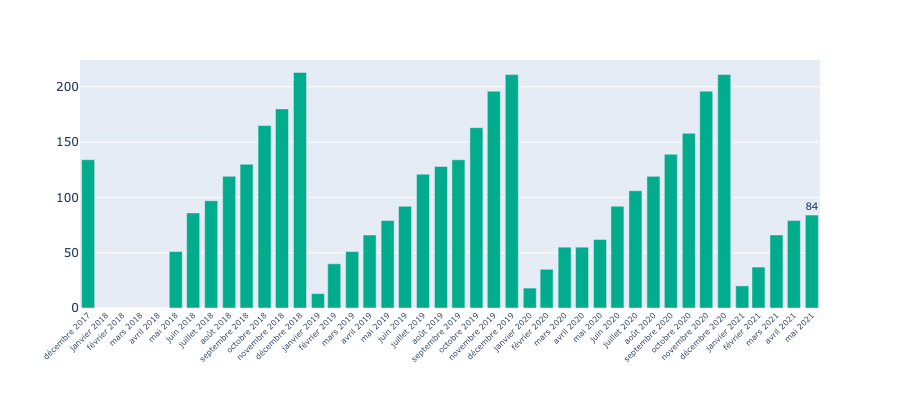 200
150
100
50
0
84
décembre 2017
janvier 2018
février 2018
mars 2018
avril 2018
mai 2018
juin 2018
juillet 2018
août 2018
septembre 2018
octobre 2018
novembre 2018
décembre 2018
janvier 2019
février 2019
mars 2019
avril 2019
mai 2019
juin 2019
juillet 2019
août 2019
septembre 2019
octobre 2019
novembre 2019
décembre 2019
janvier 2020
février 2020
mars 2020
avril 2020
mai 2020
juin 2020
juillet 2020
août 2020
septembre 2020
octobre 2020
novembre 2020
décembre 2020
janvier 2021
février 2021
mars 2021
avril 2021
mai 2021